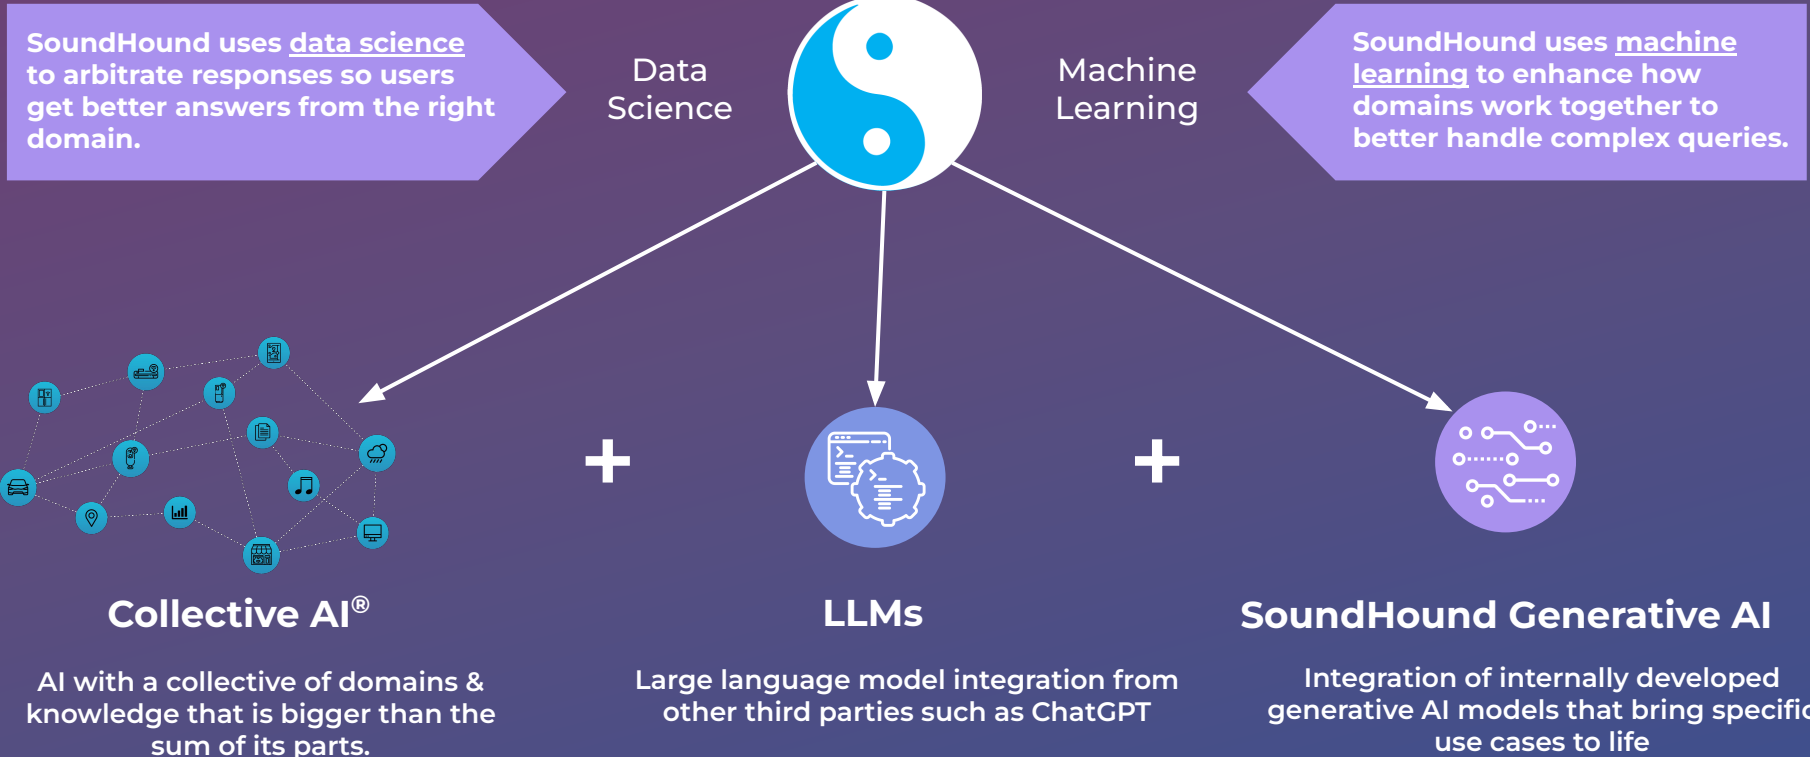 SoundHound uses data science
to arbitrate responses so users
get better answers from the right
domain.
Data
Science
Machine
Learning
SoundHound uses machine
learning to enhance how
domains work together to
better handle complex queries.
+
+
Collective AI®
AI with a collective of domains &
knowledge that is bigger than the
sum of its parts.
LLMs
Large language model integration from
other third parties such as ChatGPT
SoundHound Generative AI
Integration of internally developed
generative AI models that bring specific
use cases to life